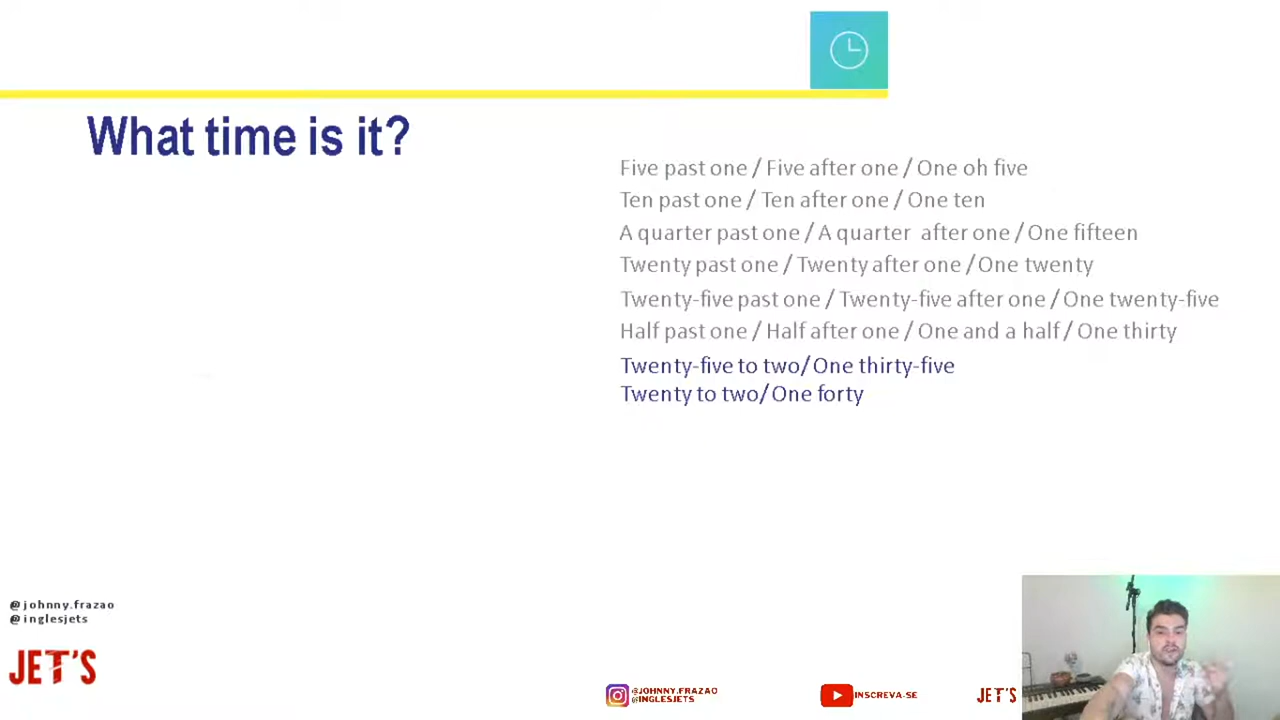 What time is it?
Five past one / Five after one / One oh five
Ten past one / Ten after one / One ten
A quarter past one / A quarter after one / One fifteen
Twenty past one / Twenty after one / One twenty
Twenty-five past one / Twenty-five after one / One twenty-five
Half past one / Half after one / One and a half / One thirty
Twenty-five to two/ One thirty-five
Twenty to two/ One forty
@johnny.frazao
@inglesjets
JET'S
@JOHNNY.FRAZAO
@INGLESJETS
INSCREVA-SE
JET'S